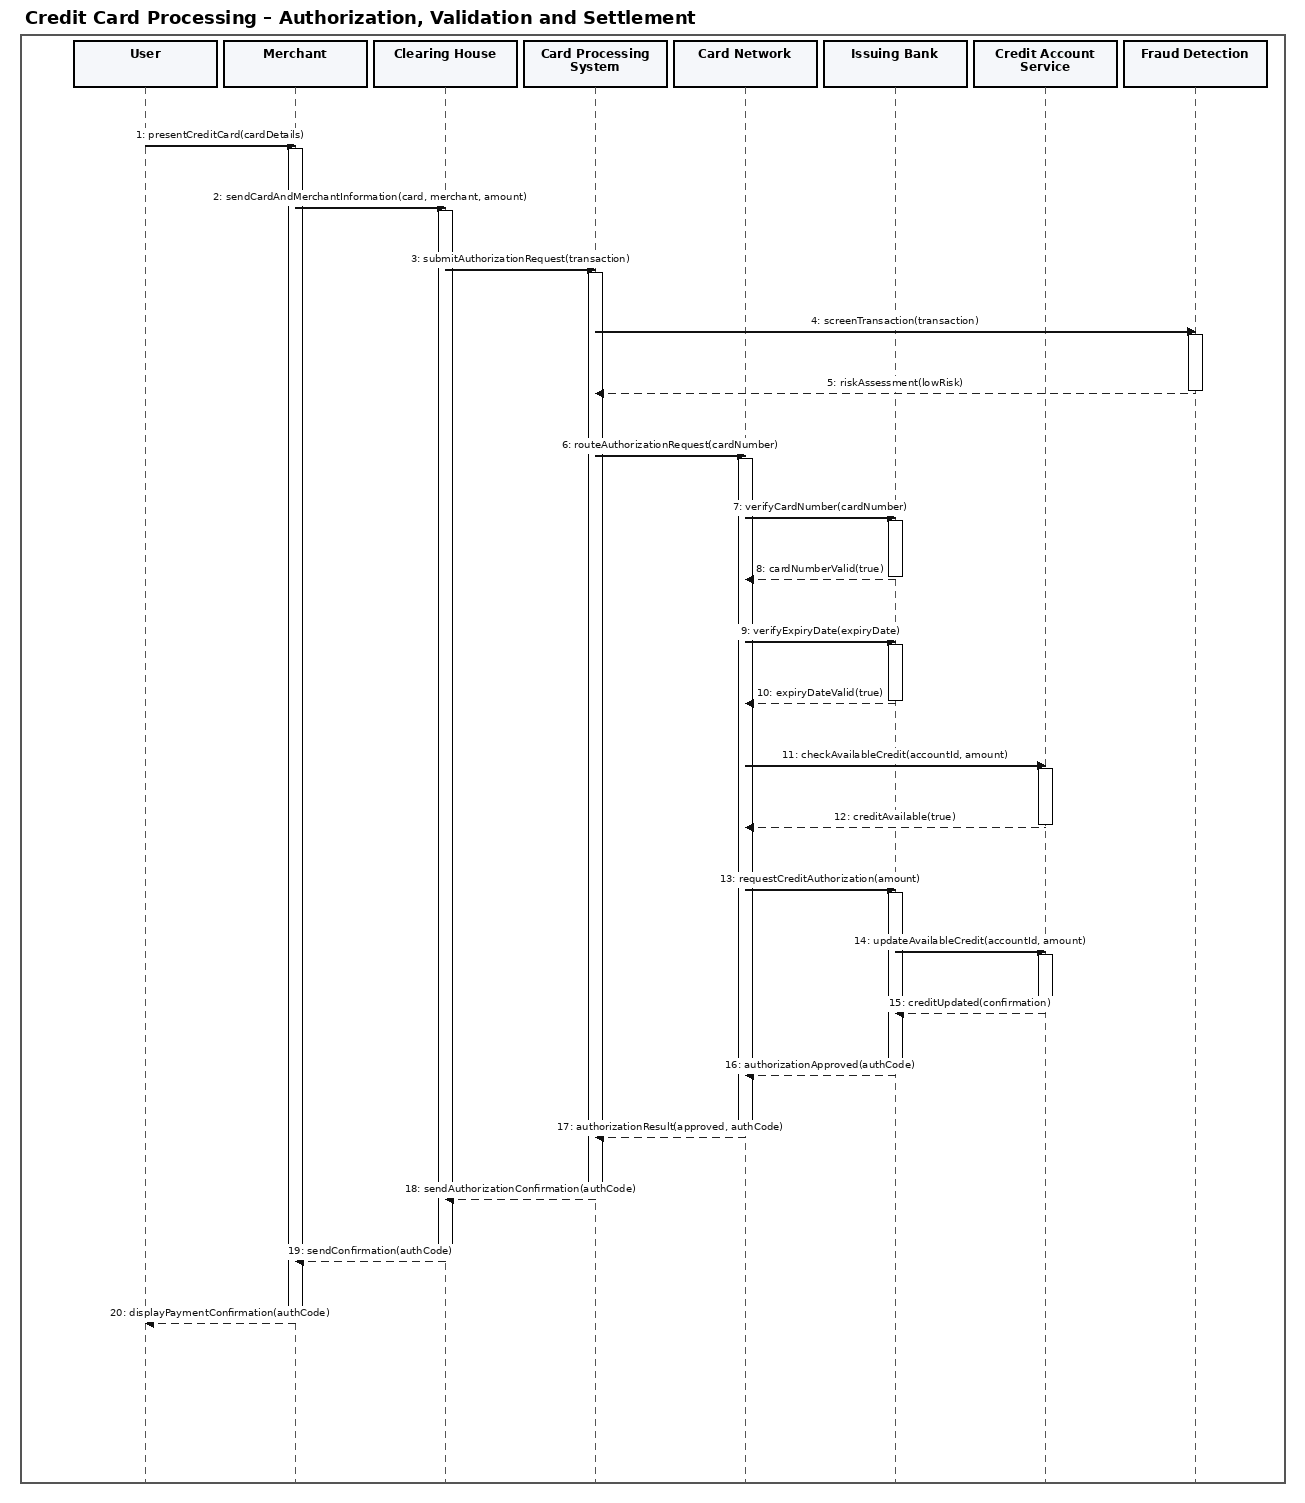 Credit Card Processing – Authorization, Validation and Settlement
User
Merchant
Clearing House
Card Processing
System
Card Network
Issuing Bank
Credit Account
Service
Fraud Detection
1: presentCreditCard(cardDetails)
2: sendCardAndMerchantInformation(card, merchant, amount)
3: submitAuthorizationRequest(transaction)
4: screenTransaction(transaction)
5: riskAssessment(lowRisk)
6: routeAuthorizationRequest(cardNumber)
7: verifyCardNumber(cardNumber)
8: cardNumberValid(true)
9: verifyExpiryDate(expiryDate)
10: expiryDateValid(true)
11: checkAvailableCredit(accountId, amount)
12: creditAvailable(true)
13: requestCreditAuthorization(amount)
14: updateAvailableCredit(accountId, amount)
15: creditUpdated(confirmation)
16: authorizationApproved(authCode)
17: authorizationResult(approved, authCode)
18: sendAuthorizationConfirmation(authCode)
19: sendConfirmation(authCode)
20: displayPaymentConfirmation(authCode)